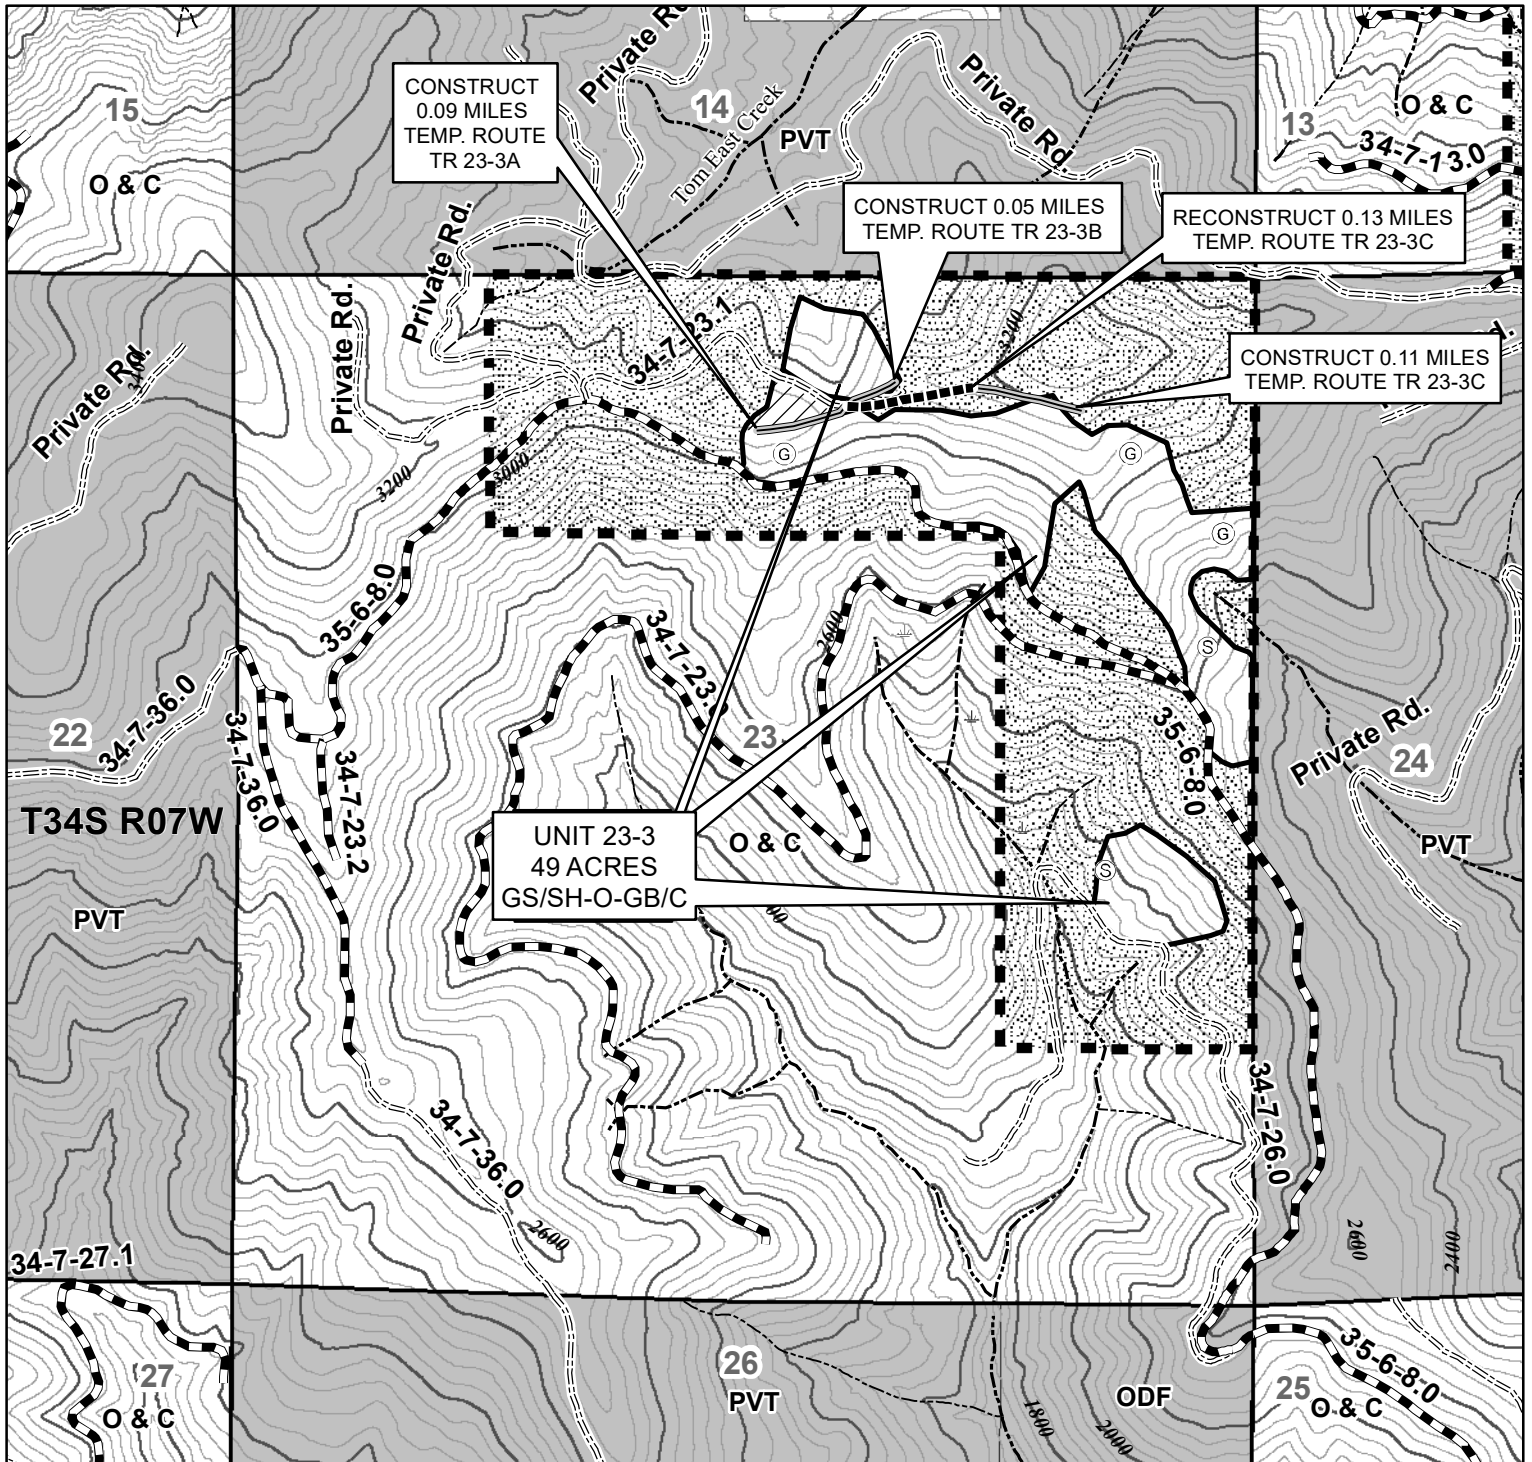 Private Rd.
CONSTRUCT
0.09 MILES
TEMP. ROUTE
TR 23-3A
15
O & C
14
Tom East Creek
PVT
Private Rd.
13
O & C
34-7-13.0
CONSTRUCT 0.05 MILES
TEMP. ROUTE TR 23-3B
RECONSTRUCT 0.13 MILES
TEMP. ROUTE TR 23-3C
Private Rd.
Private Rd.
Private Rd.
34-7-23.1
3200
CONSTRUCT 0.11 MILES
TEMP. ROUTE TR 23-3C
3200
3000
G
G
G
S
35-6-8.0
34-7-23.
2600
22
34-7-36.0
34-7-36.0
34-7-23.2
23
35-6-8.0
Private Rd.
24
T34S R07W
UNIT 23-3
49 ACRES
GS/SH-O-GB/C
O & C
S
PVT
PVT
34-7-36.0
34-7-26.0
2600
2600
2400
34-7-27.1
27
O & C
26
PVT
1800
2000
ODF
25
O & C
35-6-8.0